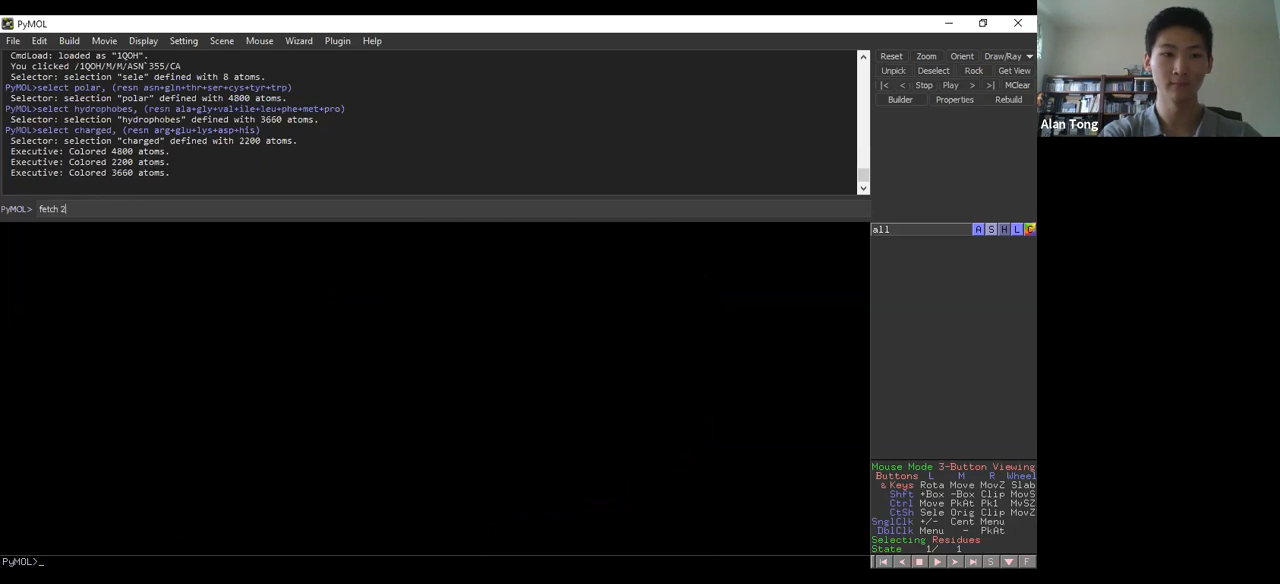 PyMOL
File Edit Build Movie Display Setting Scene Mouse Wizard Plugin Help
CmdLoad: loaded as "1QOH".
You clicked /1QOH/M/M/ASN`355/CA
Selector: selection "sele" defined with 8 atoms.
PyMOL>select polar, (resn asn+gln+thr+ser+cys+tyr+trp)
Selector: selection "polar" defined with 4800 atoms.
PyMOL>select hydrophobes, (resn ala+gly+val+ile+leu+phe+met+pro)
Selector: selection "hydrophobes" defined with 3660 atoms.
PyMOL>select charged, (resn arg+glu+lys+asp+his)
Selector: selection "charged" defined with 2200 atoms.
Executive: Colored 4800 atoms.
Executive: Colored 2200 atoms.
Executive: Colored 3660 atoms.
PyMOL> fetch 2
Reset Zoom Orient Draw/Ray
Unpick Deselect Rock Get View
|< < Stop Play > >| MClear
Builder Properties Rebuild
Alan Tong
all A S H L C
Mouse Mode 3-Button Viewing
Buttons L M R Wheel
& Keys Rota Move MovZ Slab
Shft +Box -Box Clip MovS
Ctrl Move PkAt Pk1 MvSZ
CtSh Sele Orig Clip MovZ
SnglClk +/- Cent Menu
DblClk Menu - PkAt
Selecting Residues
State 1/ 1
S F
PyMOL>_